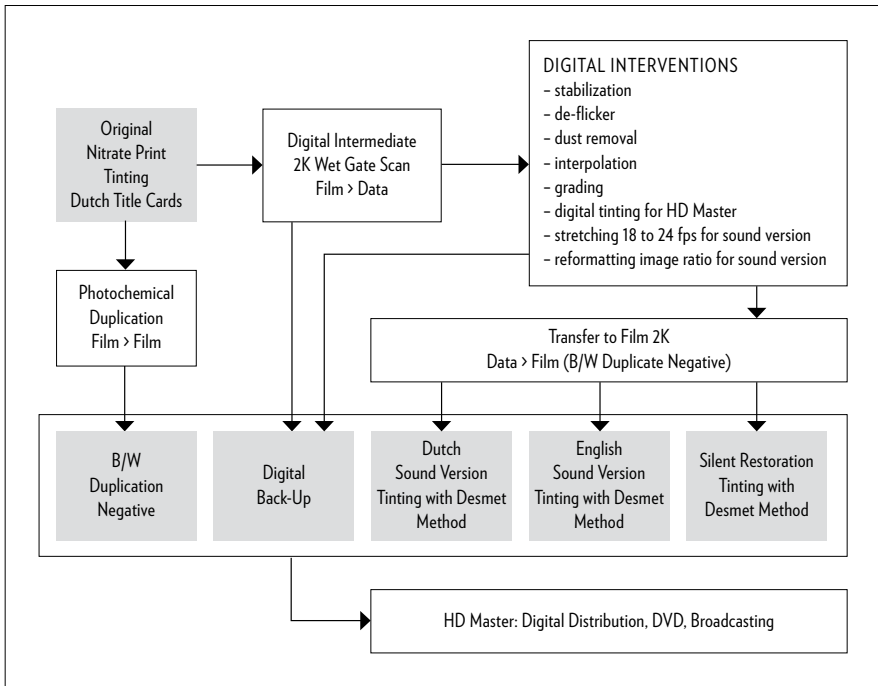 Original
Nitrate Print
Tinting
Dutch Title Cards
Digital Intermediate
2K Wet Gate Scan
Film > Data
DIGITAL INTERVENTIONS
– stabilization
– de-flicker
– dust removal
– interpolation
– grading
– digital tinting for HD Master
– stretching 18 to 24 fps for sound version
– reformatting image ratio for sound version
Photochemical
Duplication
Film > Film
Transfer to Film 2K
Data > Film (B/W Duplicate Negative)
B/W
Duplication
Negative
Digital
Back-Up
Dutch
Sound Version
Tinting with Desmet
Method
English
Sound Version
Tinting with Desmet
Method
Silent Restoration
Tinting with
Desmet Method
HD Master: Digital Distribution, DVD, Broadcasting